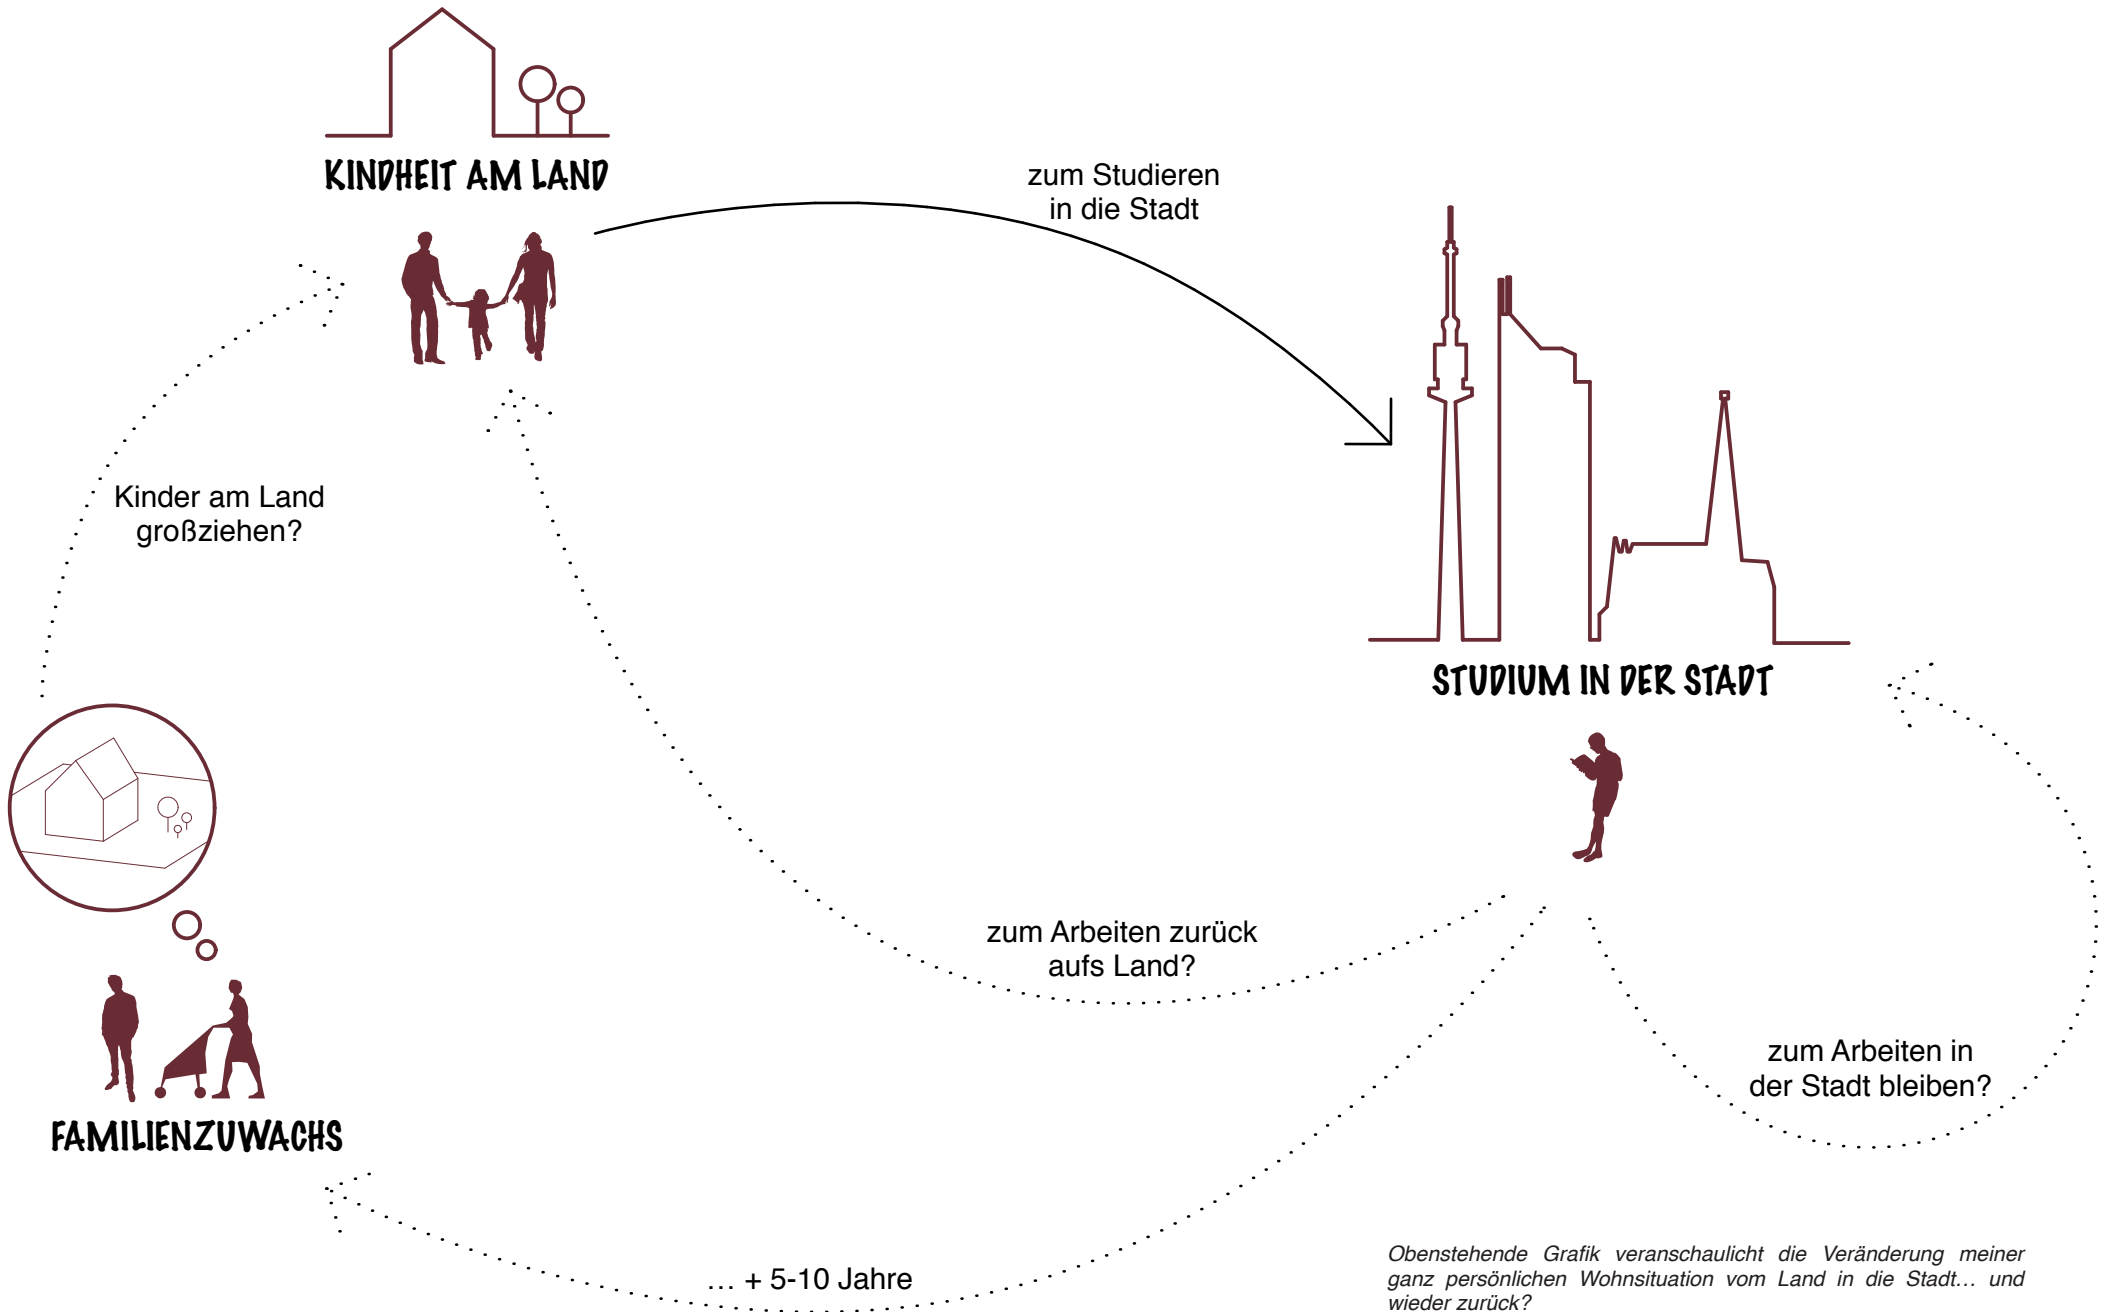 KINDHEIT AM LAND
zum Studieren
in die Stadt
Kinder am Land
großziehen?
STUDIUM IN DER STADT
zum Arbeiten zurück
aufs Land?
zum Arbeiten in
der Stadt bleiben?
FAMILIENZUWACHS
... + 5-10 Jahre
Obenstehende Grafik veranschaulicht die Veränderung meiner
ganz persönlichen Wohnsituation vom Land in die Stadt... und
wieder zurück?